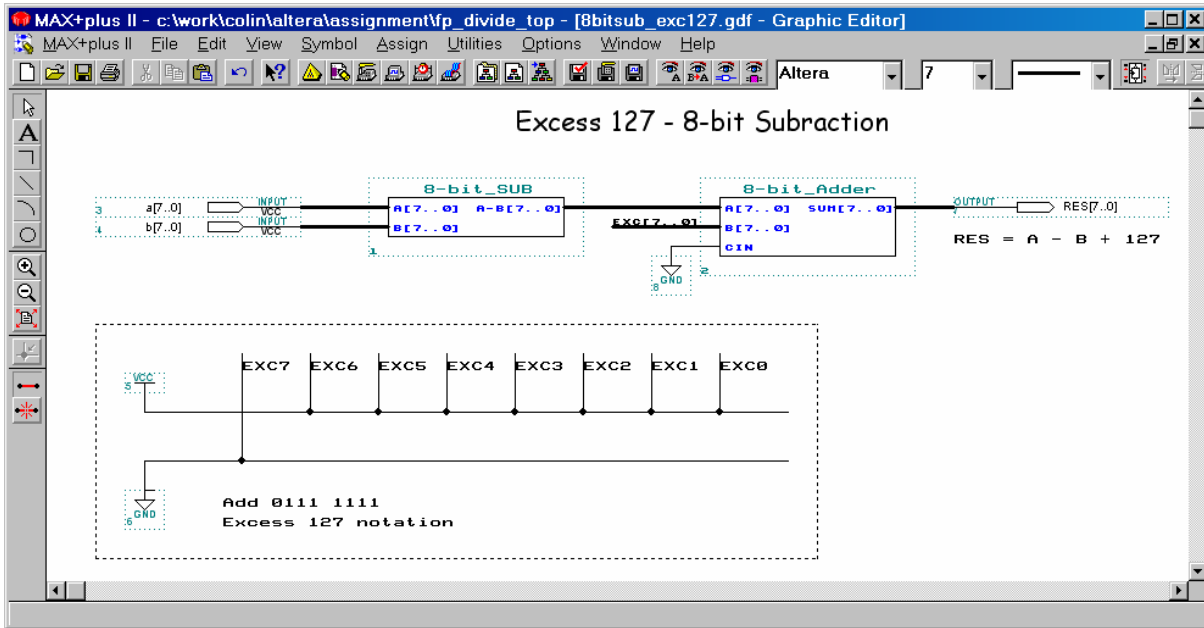 MAX+plus II - c:\work\colin\altera\assignment\fp_divide_top - [8bitsub_exc127.gdf - Graphic Editor]
MAX+plus II File Edit View Symbol Assign Utilities Options Window Help
Altera 7
A
Excess 127 - 8-bit Subraction
8-bit_SUB 8-bit_Adder
3 a[7..0] INPUT VCC A[7..0] A-B[7..0] A[7..0] SUM[7..0] OUTPUT 7 RES[7..0]
4 b[7..0] INPUT VCC B[7..0] EXC[7..0] B[7..0]
RES = A - B + 127
1 CIN
8 GND 2
EXC7 EXC6 EXC5 EXC4 EXC3 EXC2 EXC1 EXC0
5 VCC
6 GND
Add 0111 1111
Excess 127 notation